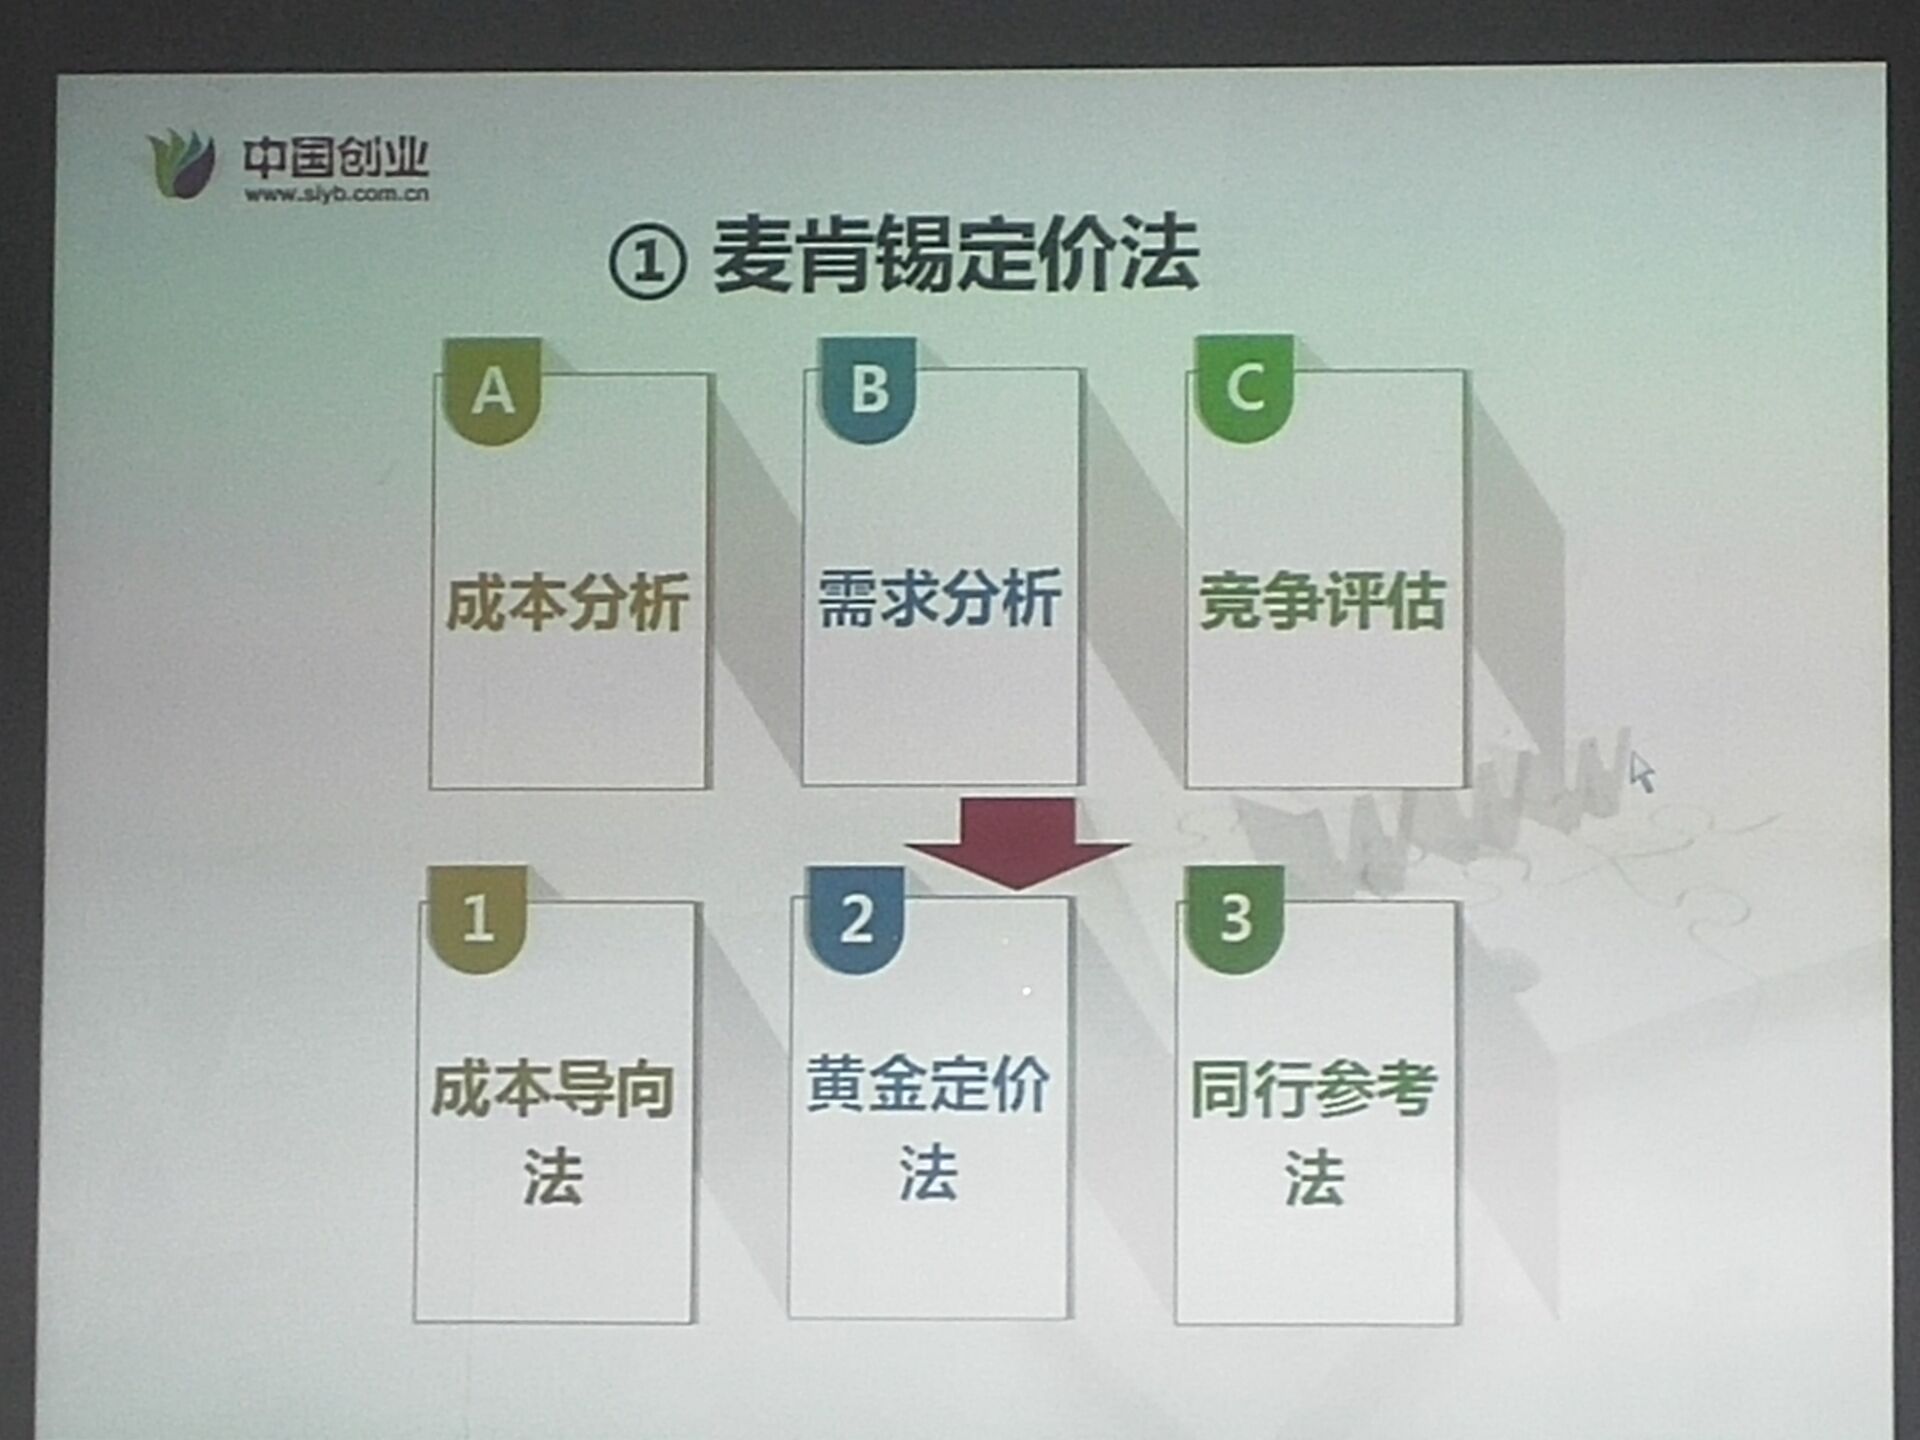 中国创业
www.siyb.com.cn
① 麦肯锡定价法
A
B
C
成本分析
需求分析
竞争评估
1
2
3
成本导向
法
黄金定价
法
同行参考
法